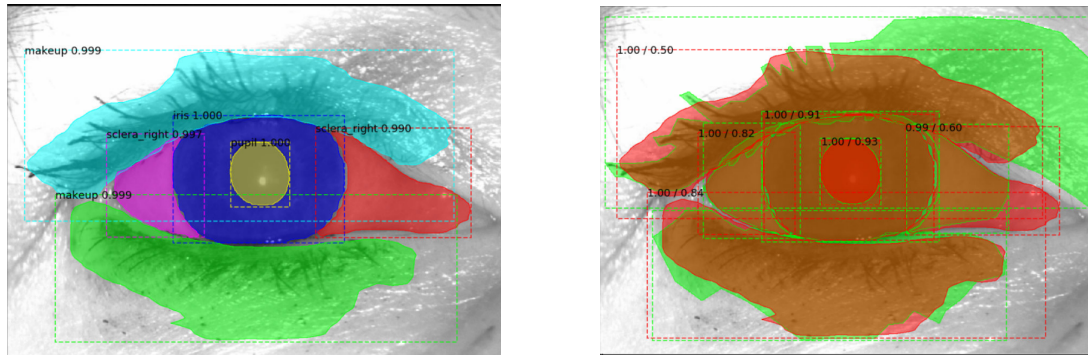 makeup 0.999
iris 1.000
sclera_right 0.997
sclera_right 0.990
pupil 1.000
makeup 0.999
1.00 / 0.50
1.00 / 0.91
1.00 / 0.82
0.99 / 0.60
1.00 / 0.93
1.00 / 0.84